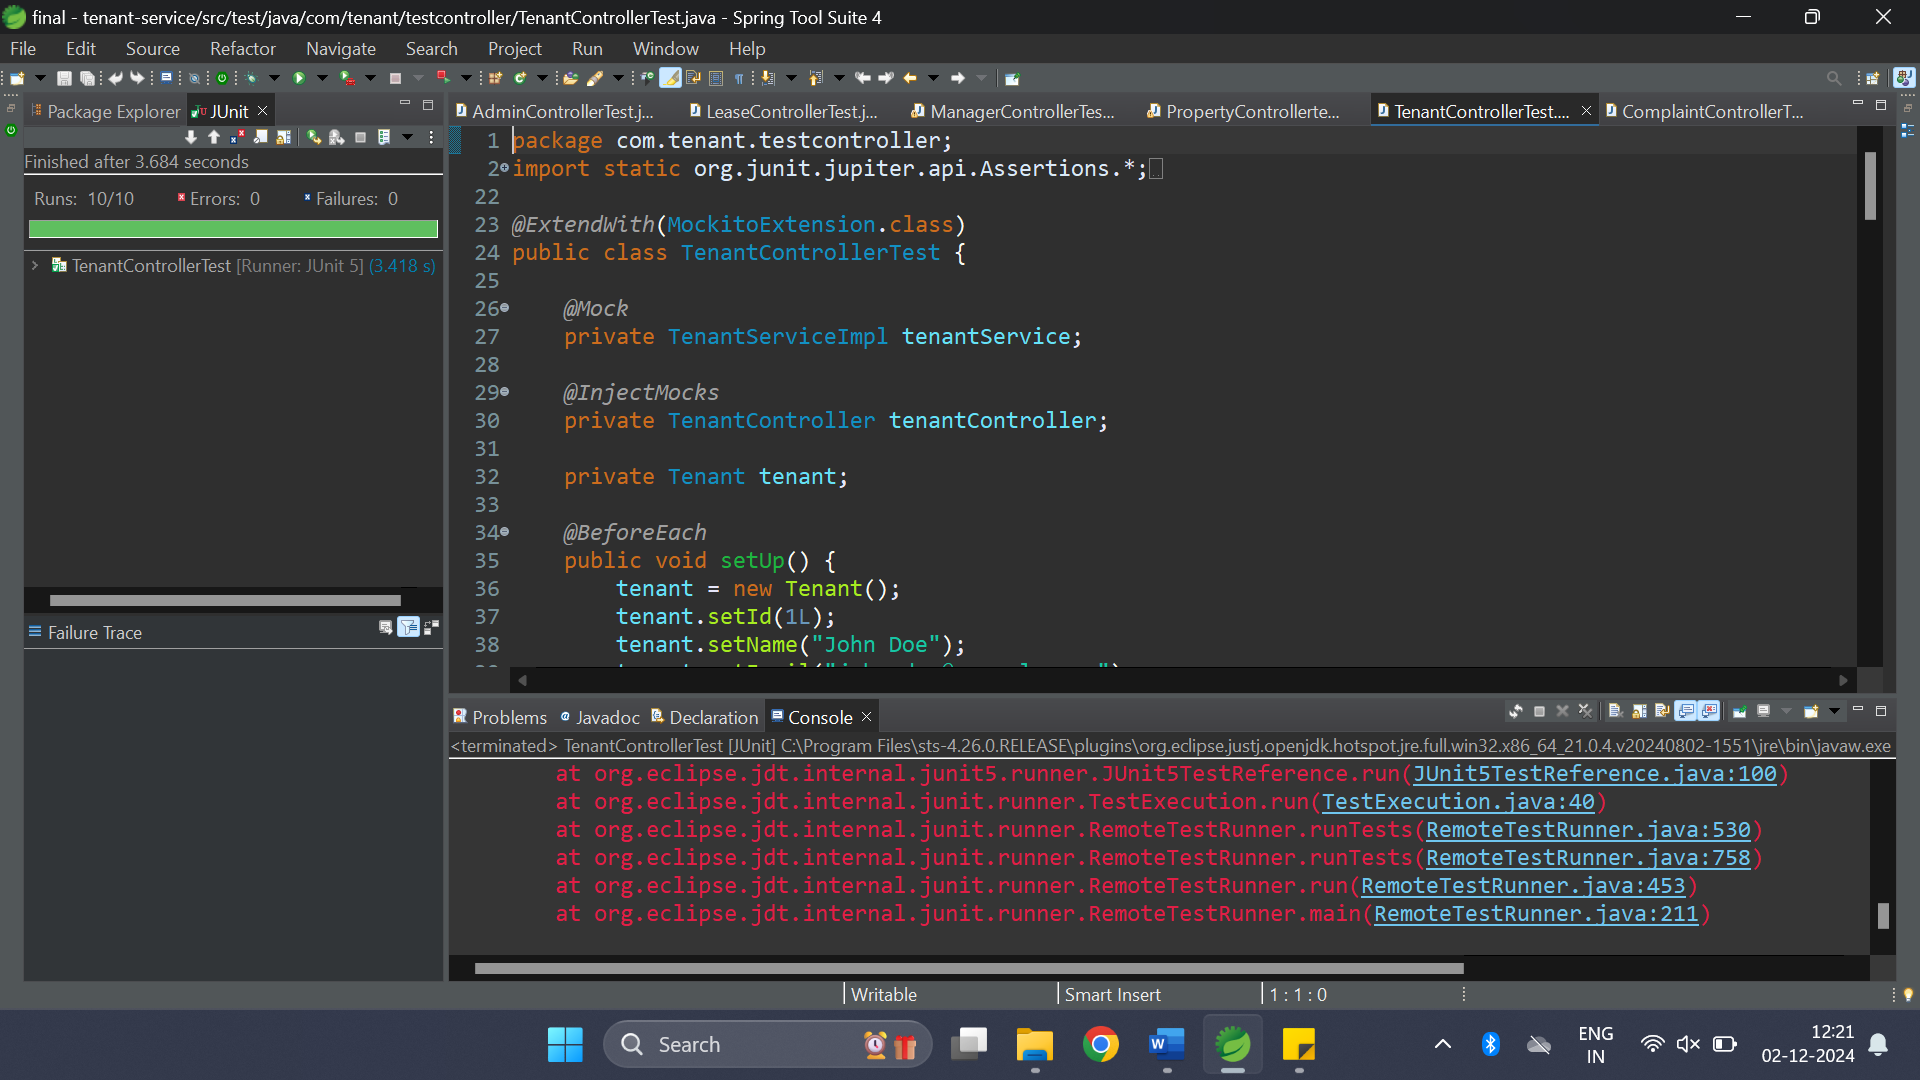 final - tenant-service/src/test/java/com/tenant/testcontroller/TenantControllerTest.java - Spring Tool Suite 4
File Edit Source Refactor Navigate Search Project Run Window Help
Package Explorer JUnit
Finished after 3.684 seconds
Runs: 10/10 Errors: 0 Failures: 0
TenantControllerTest [Runner: JUnit 5] (3.418 s)
Failure Trace
AdminControllerTest.j... LeaseControllerTest.j... ManagerControllerTes... PropertyControllerte... TenantControllerTest.... ComplaintControllerT...
1 package com.tenant.testcontroller;
2 import static org.junit.jupiter.api.Assertions.*;
22
23 @ExtendWith(MockitoExtension.class)
24 public class TenantControllerTest {
25
26 @Mock
27 private TenantServiceImpl tenantService;
28
29 @InjectMocks
30 private TenantController tenantController;
31
32 private Tenant tenant;
33
34 @BeforeEach
35 public void setUp() {
36 tenant = new Tenant();
37 tenant.setId(1L);
38 tenant.setName("John Doe");
Problems Javadoc Declaration Console
<terminated> TenantControllerTest [JUnit] C:\Program Files\sts-4.26.0.RELEASE\plugins\org.eclipse.justj.openjdk.hotspot.jre.full.win32.x86_64_21.0.4.v20240802-1551\jre\bin\javaw.exe
at org.eclipse.jdt.internal.junit5.runner.JUnit5TestReference.run(JUnit5TestReference.java:100)
at org.eclipse.jdt.internal.junit.runner.TestExecution.run(TestExecution.java:40)
at org.eclipse.jdt.internal.junit.runner.RemoteTestRunner.runTests(RemoteTestRunner.java:530)
at org.eclipse.jdt.internal.junit.runner.RemoteTestRunner.runTests(RemoteTestRunner.java:758)
at org.eclipse.jdt.internal.junit.runner.RemoteTestRunner.run(RemoteTestRunner.java:453)
at org.eclipse.jdt.internal.junit.runner.RemoteTestRunner.main(RemoteTestRunner.java:211)
Writable Smart Insert 1 : 1 : 0
Search
ENG
IN
12:21
02-12-2024